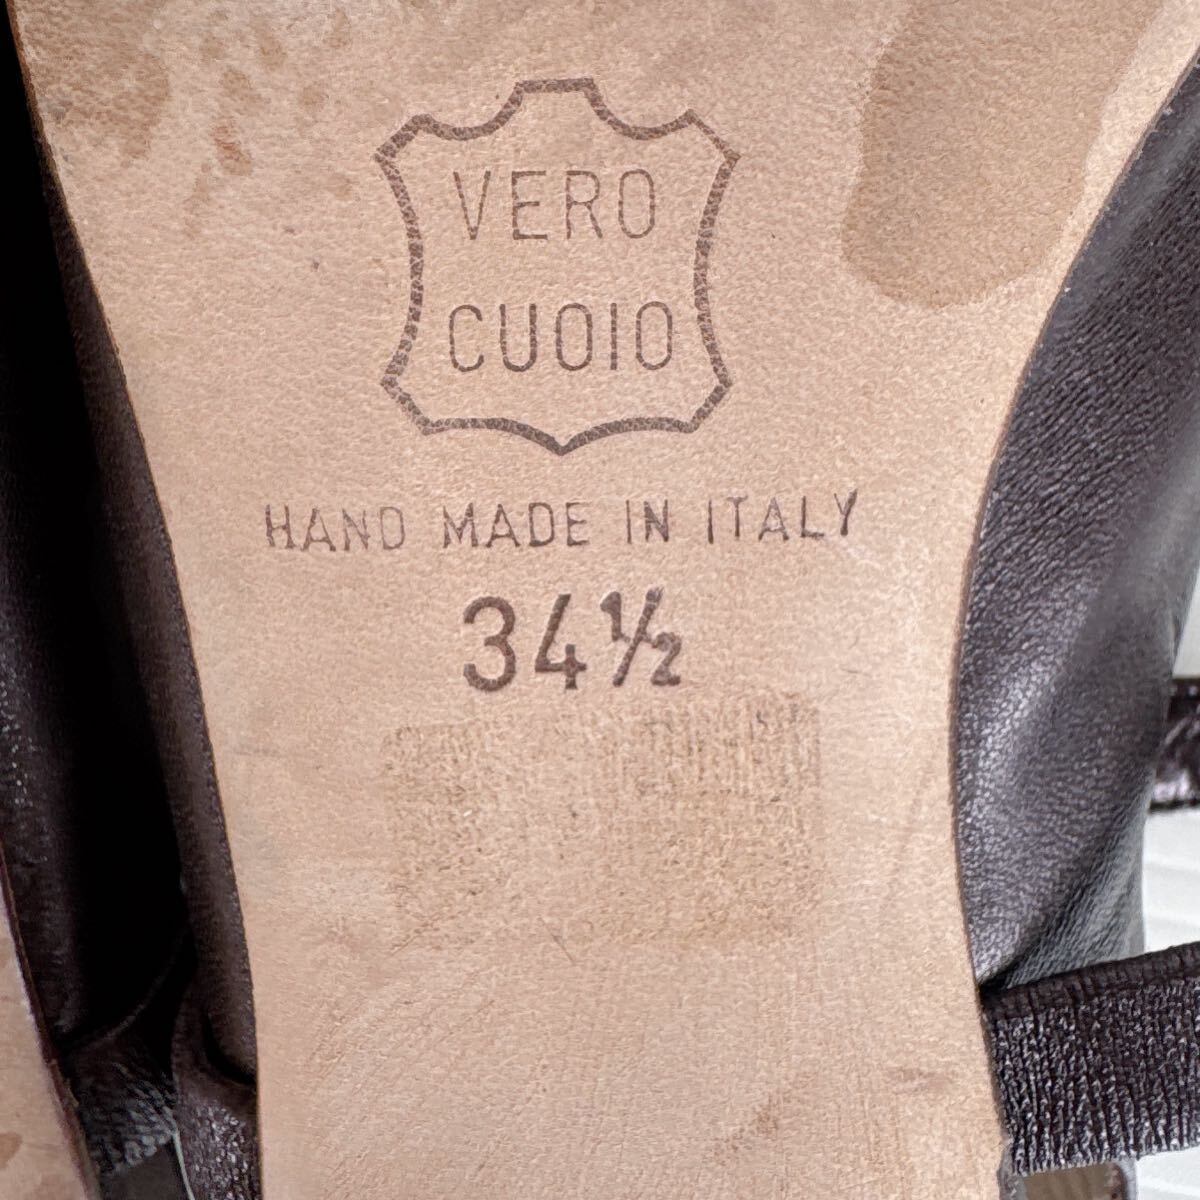 VERO
CUOIO
HAND MADE IN ITALY
34½